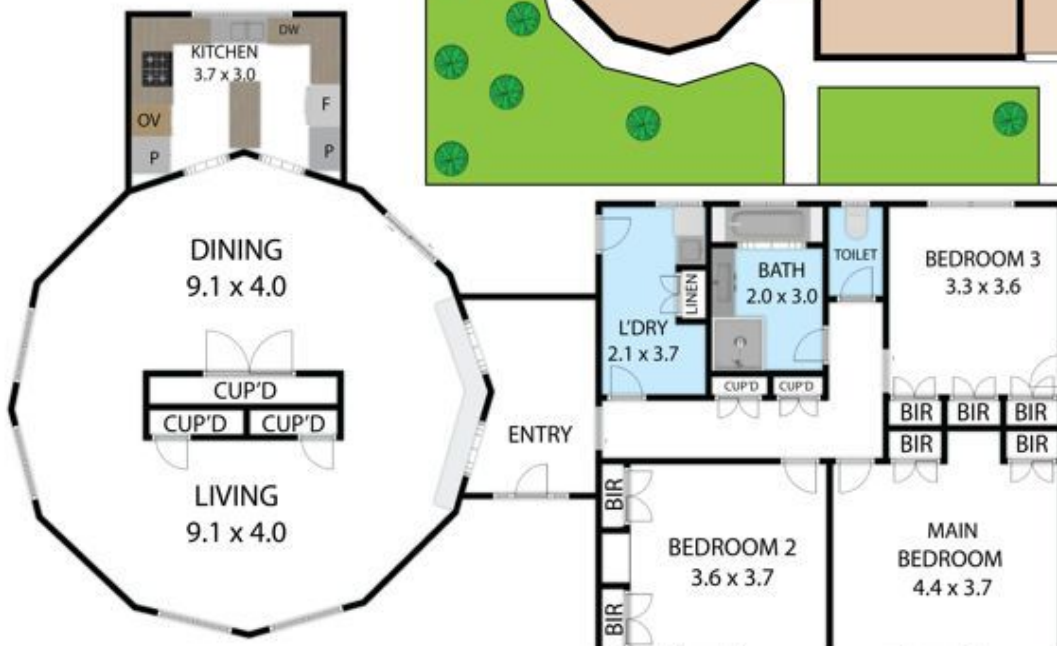 DW
KITCHEN
3.7 x 3.0
OV
F
P
P
DINING
9.1 x 4.0
CUP'D
CUP'D
CUP'D
LIVING
9.1 x 4.0
ENTRY
L'DRY
2.1 x 3.7
LINEN
BATH
2.0 x 3.0
TOILET
BEDROOM 3
3.3 x 3.6
CUP'D
CUP'D
BIR
BIR
BIR
BIR
BIR
BIR
BIR
BEDROOM 2
3.6 x 3.7
MAIN
BEDROOM
4.4 x 3.7